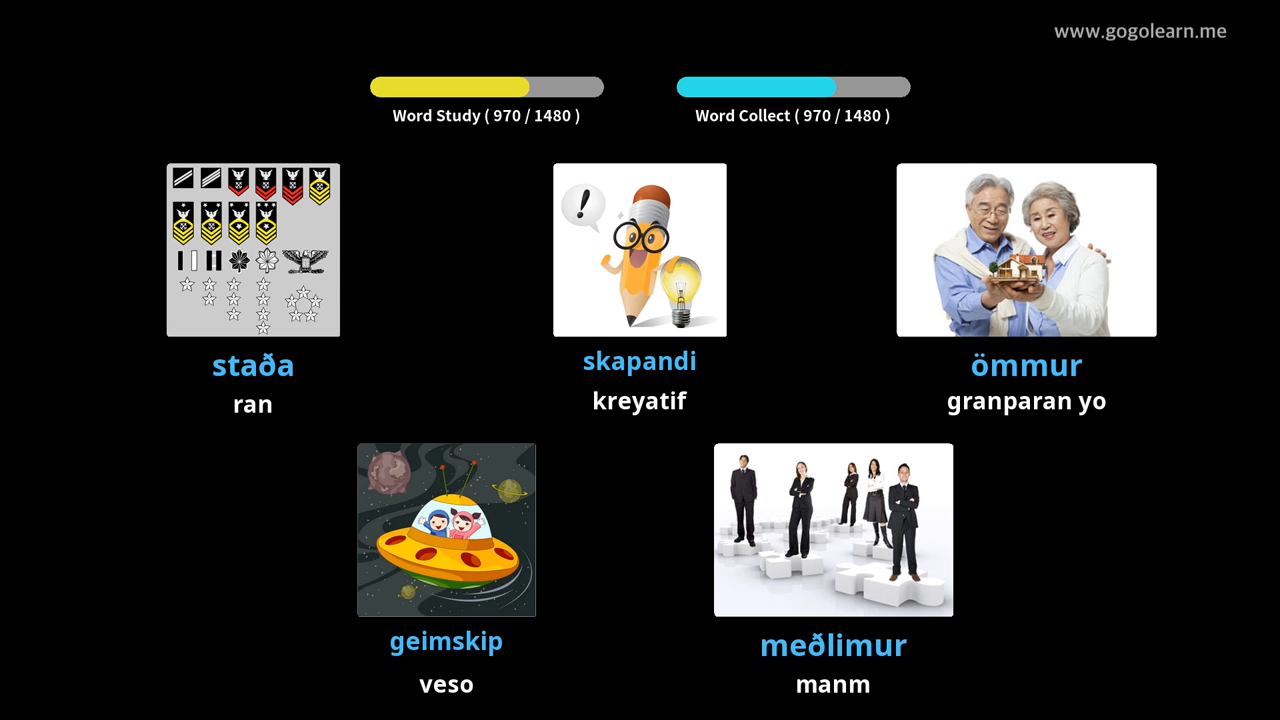 www.gogolearn.me
Word Study ( 970 / 1480 )
Word Collect ( 970 / 1480 )
staða
ran
skapandi
kreyatif
ömmur
granparan yo
geimskip
veso
meðlimur
manm